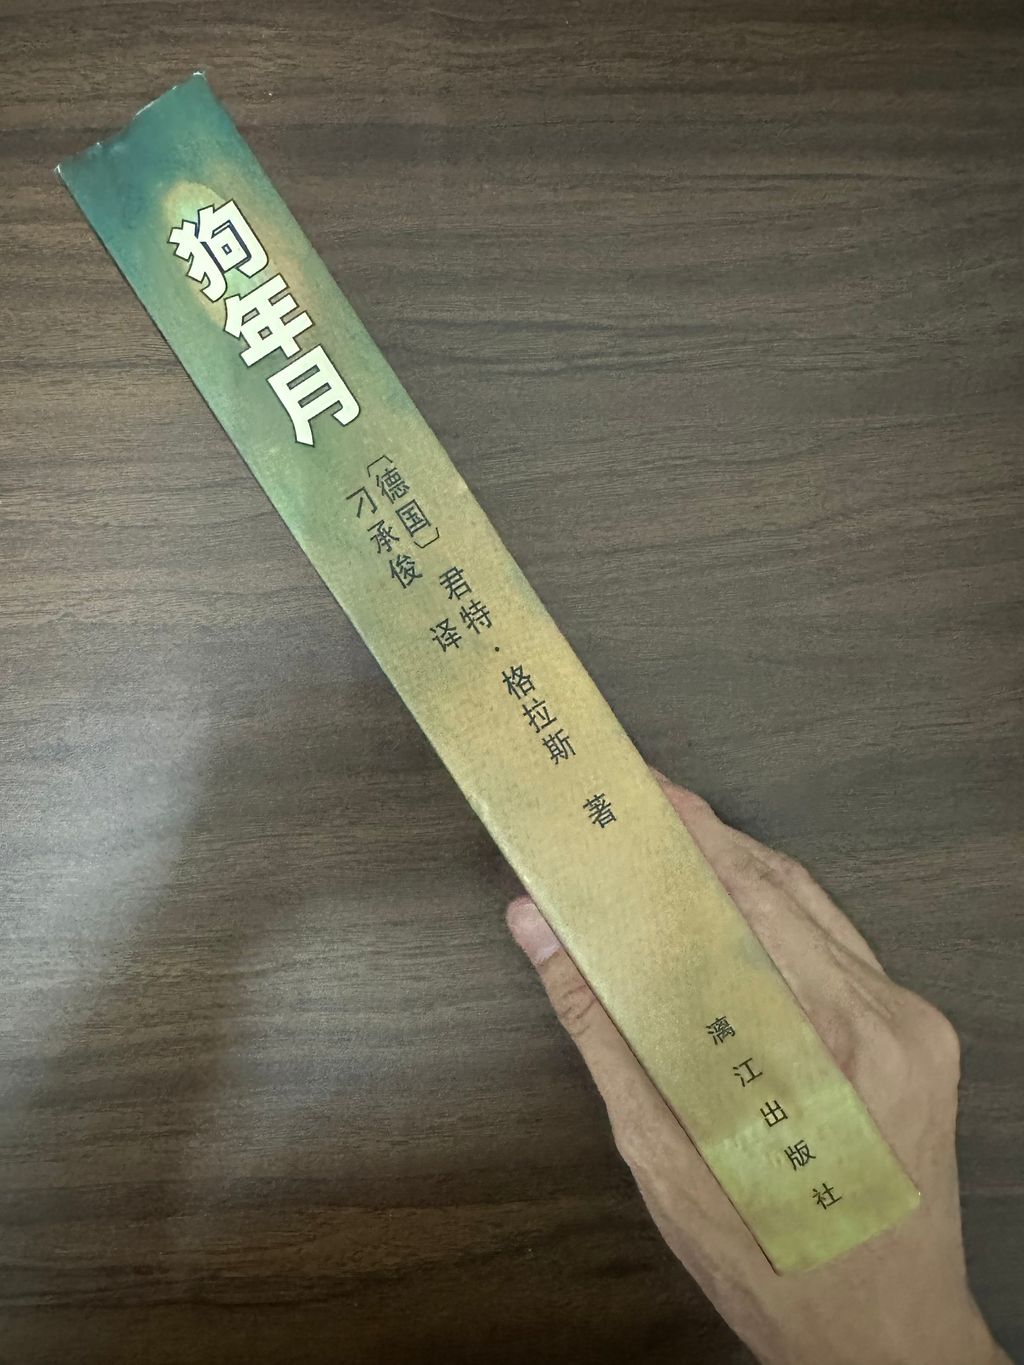 狗年月
〔德国〕君特·格拉斯 著
刁承俊 译
漓江出版社